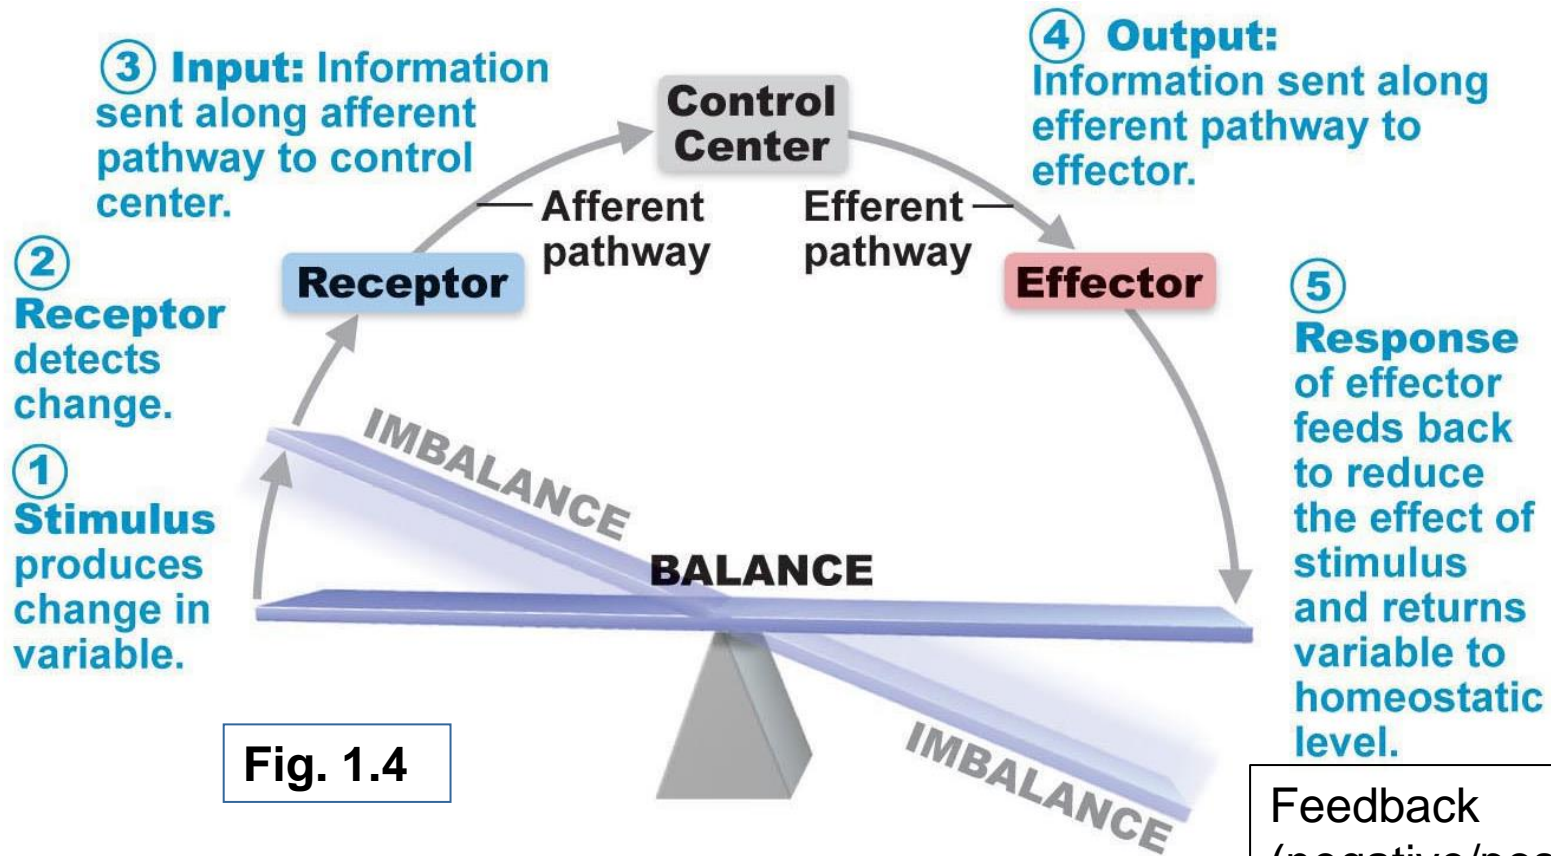 ① Stimulus
produces
change in
variable.
② Receptor
detects
change.
③ Input: Information
sent along afferent
pathway to control
center.
Receptor
Afferent
pathway
Control
Center
Efferent
pathway
④ Output:
Information sent along
efferent pathway to
effector.
Effector
⑤ Response
of effector
feeds back
to reduce
the effect of
stimulus
and returns
variable to
homeostatic
level.
IMBALANCE
BALANCE
IMBALANCE
Fig. 1.4
Feedback